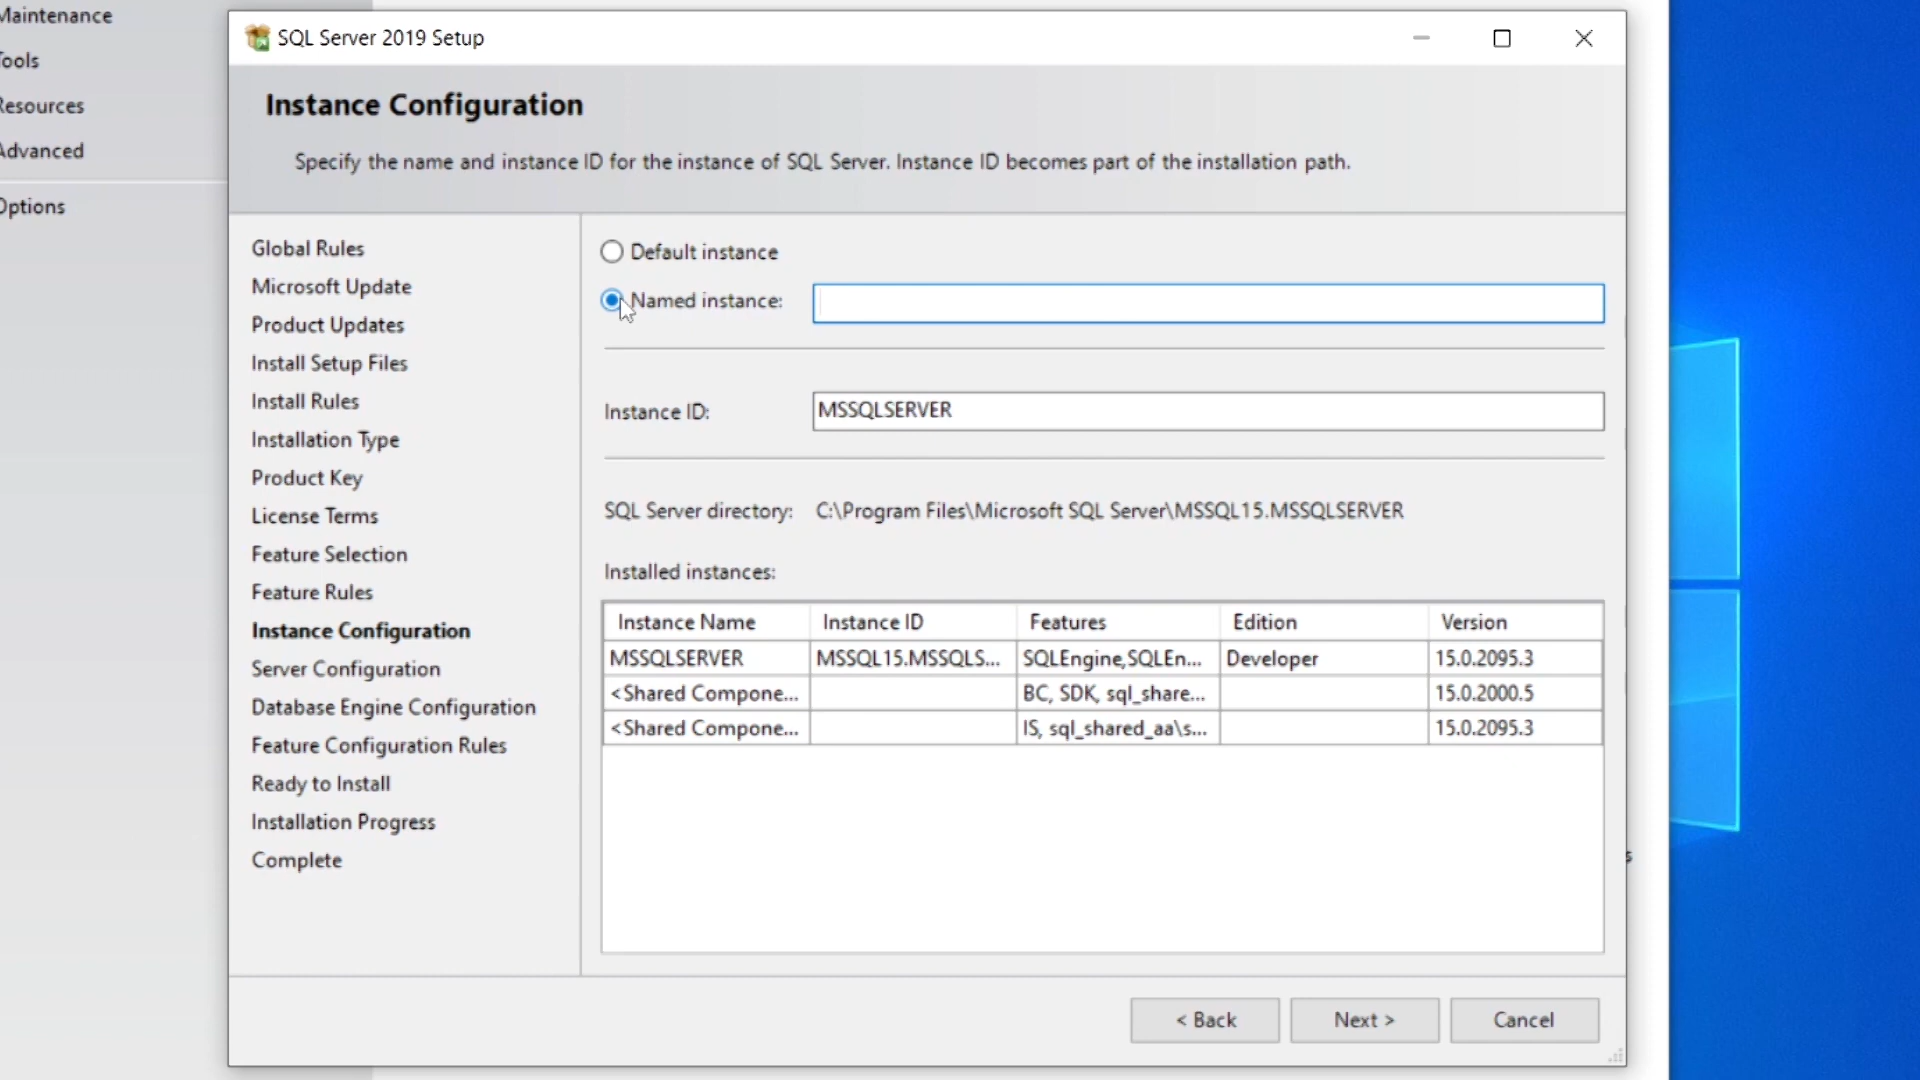 Maintenance
Tools
Resources
Advanced
Options
SQL Server 2019 Setup
Instance Configuration
Specify the name and instance ID for the instance of SQL Server. Instance ID becomes part of the installation path.
Global Rules
Microsoft Update
Product Updates
Install Setup Files
Install Rules
Installation Type
Product Key
License Terms
Feature Selection
Feature Rules
Instance Configuration
Server Configuration
Database Engine Configuration
Feature Configuration Rules
Ready to Install
Installation Progress
Complete
Default instance
Named instance:
Instance ID: MSSQLSERVER
SQL Server directory: C:\Program Files\Microsoft SQL Server\MSSQL15.MSSQLSERVER
Installed instances:
Instance Name Instance ID Features Edition Version
MSSQLSERVER MSSQL15.MSSQLS... SQLEngine,SQLEn... Developer 15.0.2095.3
<Shared Compone... BC, SDK, sql_share... 15.0.2000.5
<Shared Compone... IS, sql_shared_aa\s... 15.0.2095.3
s
< Back Next > Cancel